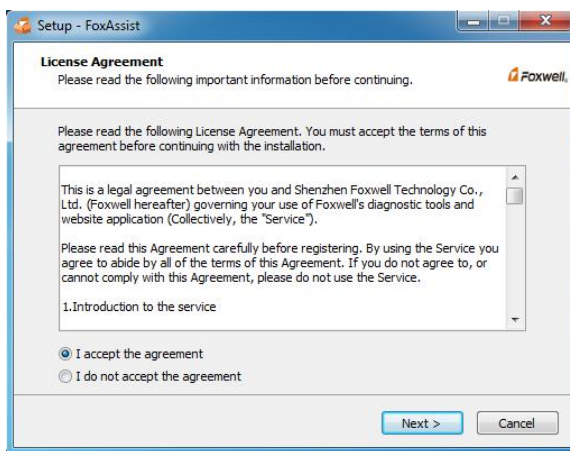 Setup - FoxAssist
License Agreement
Please read the following important information before continuing.
Foxwell
Please read the following License Agreement. You must accept the terms of this
agreement before continuing with the installation.
This is a legal agreement between you and Shenzhen Foxwell Technology Co.,
Ltd. (Foxwell hereafter) governing your use of Foxwell's diagnostic tools and
website application (Collectively, the "Service").
Please read this Agreement carefully before registering. By using the Service you
agree to abide by all of the terms of this Agreement. If you do not agree to, or
cannot comply with this Agreement, please do not use the Service.
1.Introduction to the service
I accept the agreement
I do not accept the agreement
Next >
Cancel